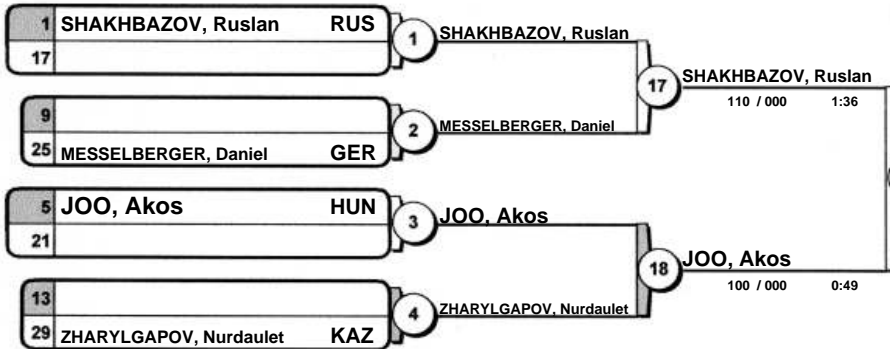 1 SHAKHBAZOV, Ruslan RUS
17
1
SHAKHBAZOV, Ruslan
9
25 MESSELBERGER, Daniel GER
2
MESSELBERGER, Daniel
17
SHAKHBAZOV, Ruslan
110 / 000 1:36
5 JOO, Akos HUN
21
3
JOO, Akos
13
29 ZHARYLGAPOV, Nurdaulet KAZ
4
ZHARYLGAPOV, Nurdaulet
18
JOO, Akos
100 / 000 0:49